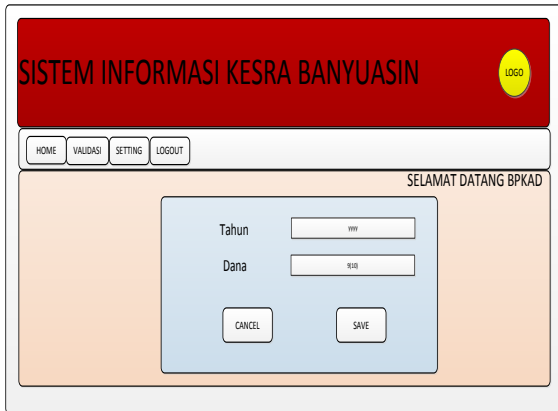 SISTEM INFORMASI KESRA BANYUASIN
LOGO
HOME VALIDASI SETTING LOGOUT
SELAMAT DATANG BPKAD
Tahun YYYY
Dana 9(10)
CANCEL SAVE